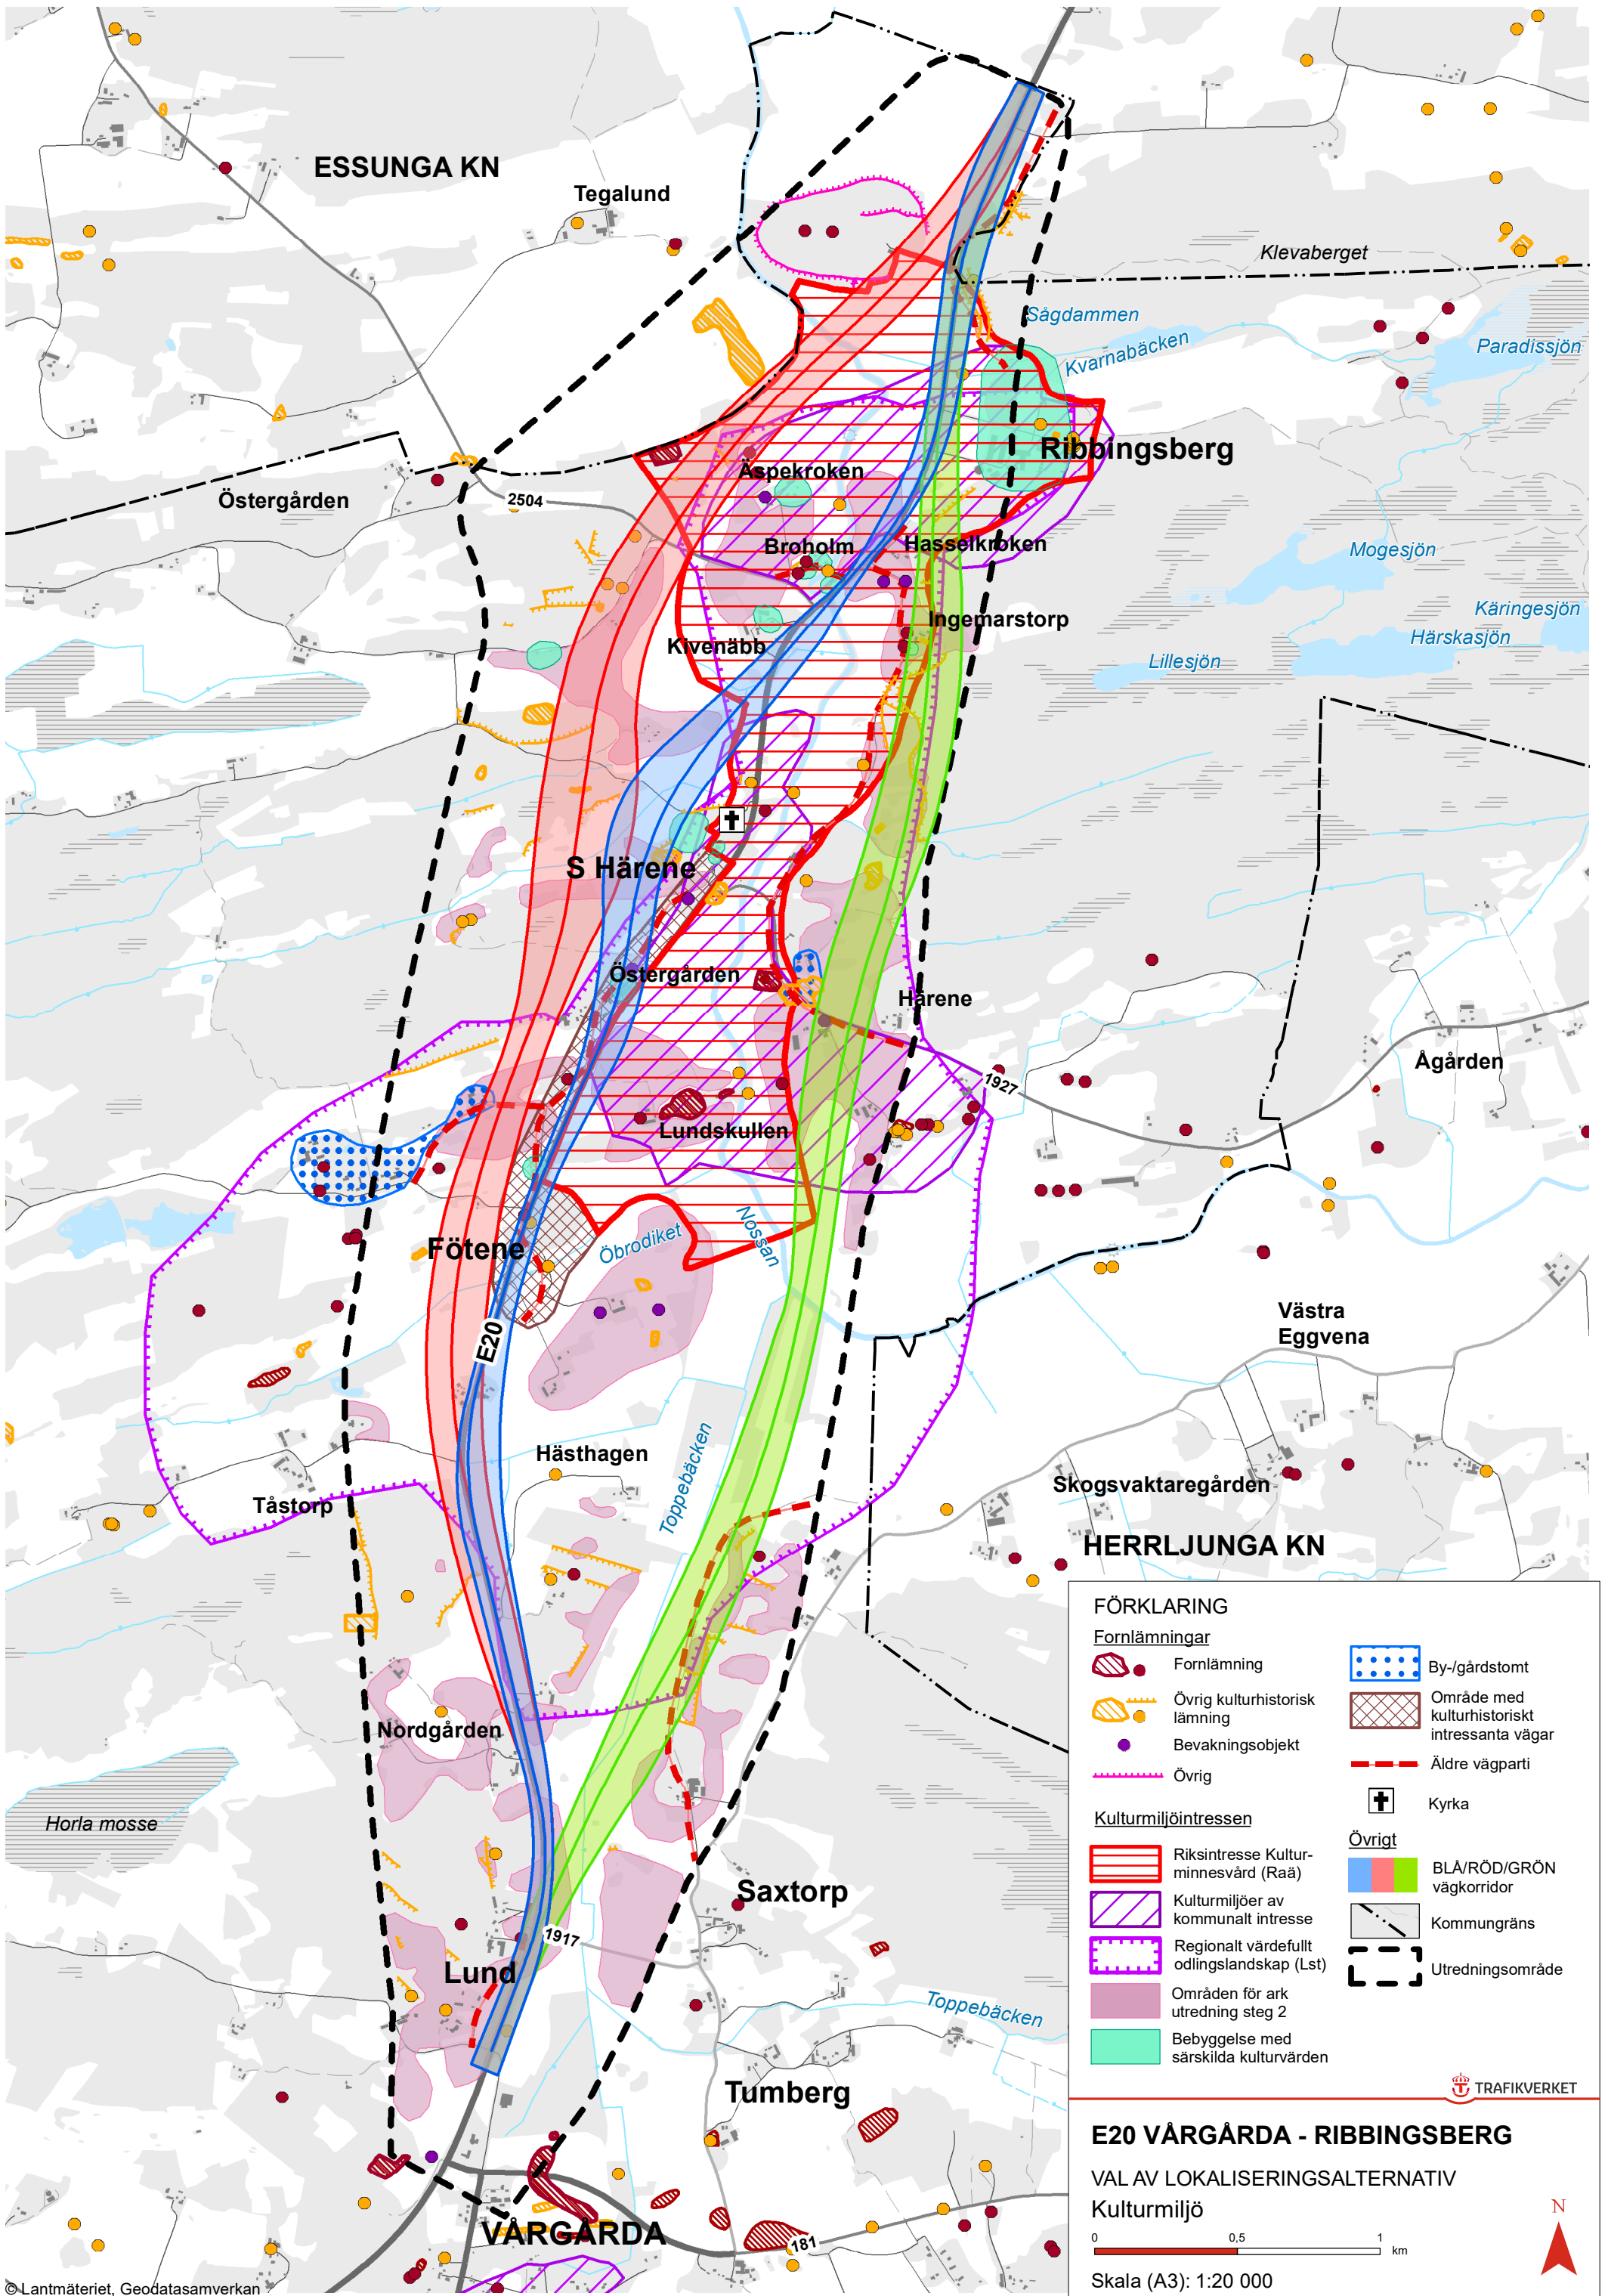 ESSUNGA KN
Tegalund
Klevaberget
Sågdammen
Kvarnabäcken
Paradissjön
Ribbingsberg
Äspekroken
Östergården
2504
Broholm
Hasselkroken
Mogesjön
Käringesjön
Härskasjön
Ingemarstorp
Kivenäbb
Lillesjön
S Härene
Östergården
Härene
Ågården
1927
Lundskullen
Nossan
Öbrodiket
Fötene
Västra
Eggvena
E20
Hästhagen
Toppebäcken
Skogsvaktaregården
Tåstorp
HERRLJUNGA KN
Nordgården
Horla mosse
Saxtorp
1917
Lund
Toppebäcken
Tumberg
VÅRGÅRDA
181
© Lantmäteriet, Geodatasamverkan
FÖRKLARING
Fornlämningar
Fornlämning
Övrig kulturhistorisk
lämning
Bevakningsobjekt
Övrig
Kulturmiljöintressen
Riksintresse Kultur-
minnesvård (Raä)
Kulturmiljöer av
kommunalt intresse
Regionalt värdefullt
odlingslandskap (Lst)
Områden för ark
utredning steg 2
Bebyggelse med
särskilda kulturvärden
By-/gårdstomt
Område med
kulturhistoriskt
intressanta vägar
Äldre vägparti
Kyrka
Övrigt
BLÅ/RÖD/GRÖN
vägkorridor
Kommungräns
Utredningsområde
TRAFIKVERKET
E20 VÅRGÅRDA - RIBBINGSBERG
VAL AV LOKALISERINGSALTERNATIV
Kulturmiljö
N
0 0,5 1
km
Skala (A3): 1:20 000